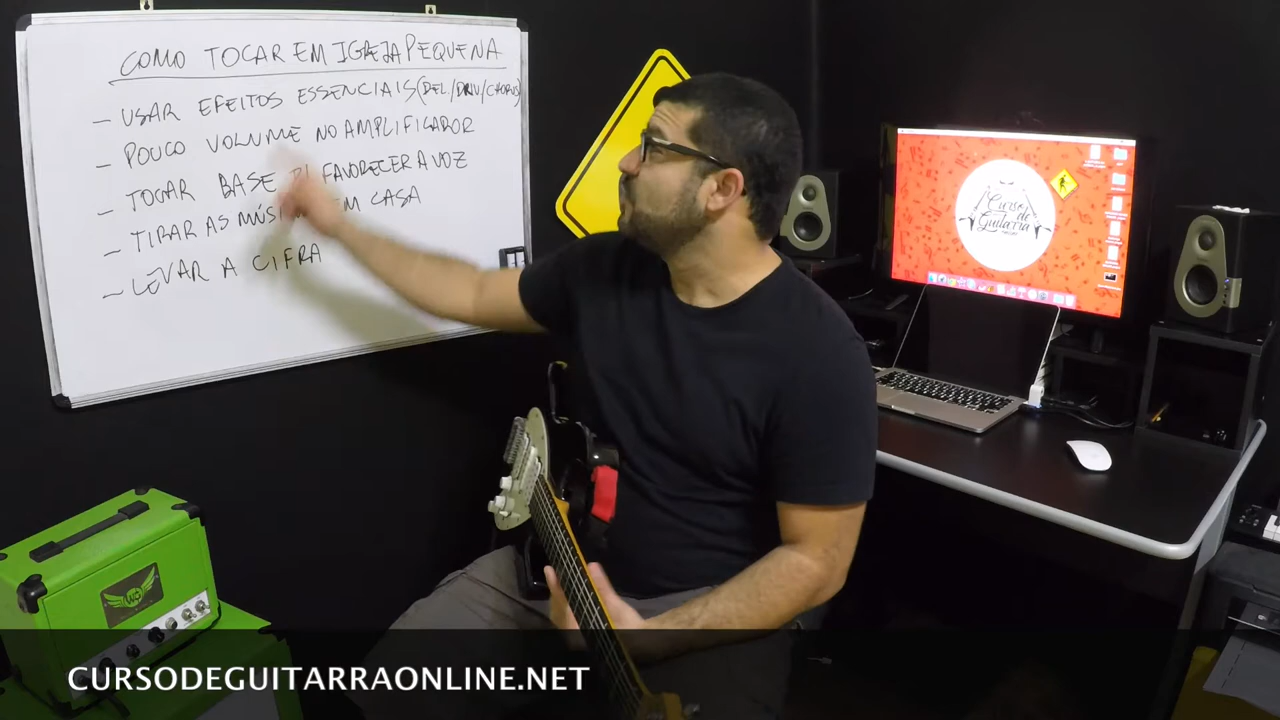 COMO TOCAR EM IGREJA PEQUENA
- USAR EFEITOS ESSENCIAIS (DEL/DRIV/CHORUS)
- POUCO VOLUME NO AMPLIFICADOR
- TOCAR BASE P/ FAVORECER A VOZ
- TIRAR AS EM CASA
- LEVAR A CIFRA
Curso
de
Guitarra
CURSODEGUITARRAONLINE.NET